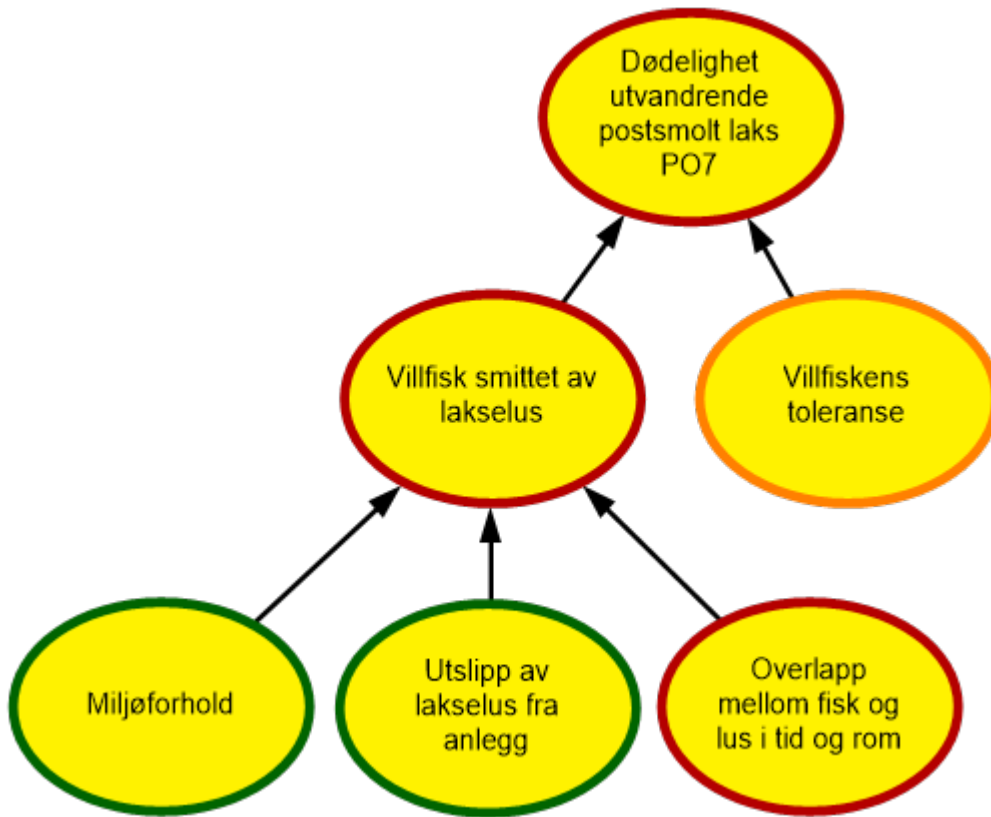 Dødelighet
utvandrende
postsmolt laks
PO7
Villfisk smittet av
lakselus
Villfiskens
toleranse
Miljøforhold
Utslipp av
lakselus fra
anlegg
Overlapp
mellom fisk og
lus i tid og rom